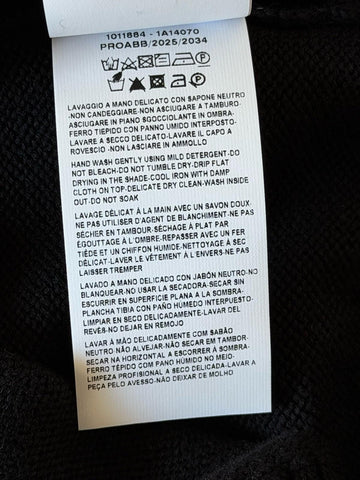 1011884 - 1A14070
PROABB/2025/2034
LAVAGGIO A MANO DELICATO CON SAPONE NEUTRO
-NON CANDEGGIARE-NON ASCIUGARE A TAMBURO-
ASCIUGARE IN PIANO SGOCCIOLANTE IN OMBRA-
FERRO TIEPIDO CON PANNO UMIDO INTERPOSTO-
LAVARE A SECCO DELICATO-LAVARE IL CAPO A
ROVESCIO -NON LASCIARE IN AMMOLLO
HAND WASH GENTLY USING MILD DETERGENT-DO
NOT BLEACH-DO NOT TUMBLE DRY-DRIP FLAT
DRYING IN THE SHADE-COOL IRON WITH DAMP
CLOTH ON TOP-DELICATE DRY CLEAN-WASH INSIDE
OUT-DO NOT SOAK
LAVAGE DÉLICAT À LA MAIN AVEC UN SAVON DOUX-
NE PAS UTILISER D'AGENT DE BLANCHIMENT- NE PAS
SÉCHER EN TAMBOUR-SÉCHAGE À PLAT PAR
ÉGOUTTAGE À L'OMBRE-REPASSER AVEC UN FER
TIÈDE ET UN CHIFFON HUMIDE-NETTOYAGE À SEC
DÉLICAT-LAVER LE VÊTEMENT À L'ENVERS-NE PAS
LAISSER TREMPER
LAVADO A MANO DELICADO CON JABÓN NEUTRO-NO
BLANQUEAR-NO USAR LA SECADORA-SECAR SIN
ESCURRIR EN SUPERFICIE PLANA A LA SOMBRA-
PLANCHA TIBIA CON PAÑO HÚMEDO INTERPUESTO-
LIMPIAR EN SECO DELICADAMENTE-LAVAR DEL
REVÉS-NO DEJAR EN REMOJO
LAVAR À MÃO DELICADAMENTE COM SABÃO
NEUTRO-NÃO ALVEJAR-NÃO SECAR EM TAMBOR-
SECAR NA HORIZONTAL A ESCORRER À SOMBRA-
FERRO TÉPIDO COM PANO HÚMIDO NO MEIO-
LIMPEZA PROFISSIONAL A SECO DELICADA-LAVAR A
PEÇA PELO AVESSO-NÃO DEIXAR DE MOLHO